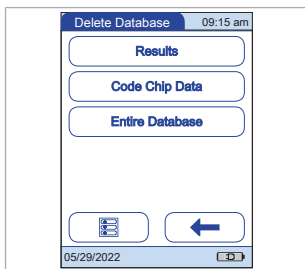 Delete Database 09:15 am
Results
Code Chip Data
Entire Database
05/29/2022